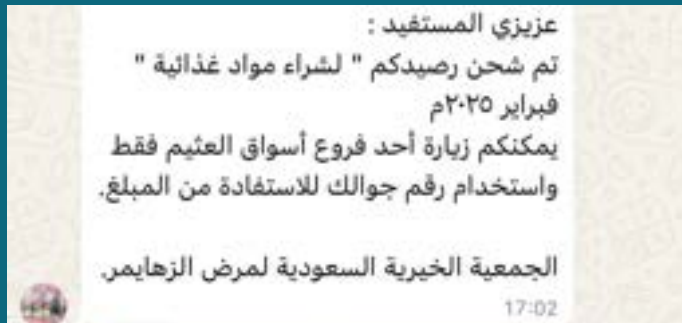 عزيزي المستفيد :
تم شحن رصيدكم " لشراء مواد غذائية "
فبراير ٢٠٢٥م
يمكنكم زيارة أحد فروع أسواق العثيم فقط
واستخدام رقم جوالك للاستفادة من المبلغ.
الجمعية الخيرية السعودية لمرض الزهايمر.
17:02